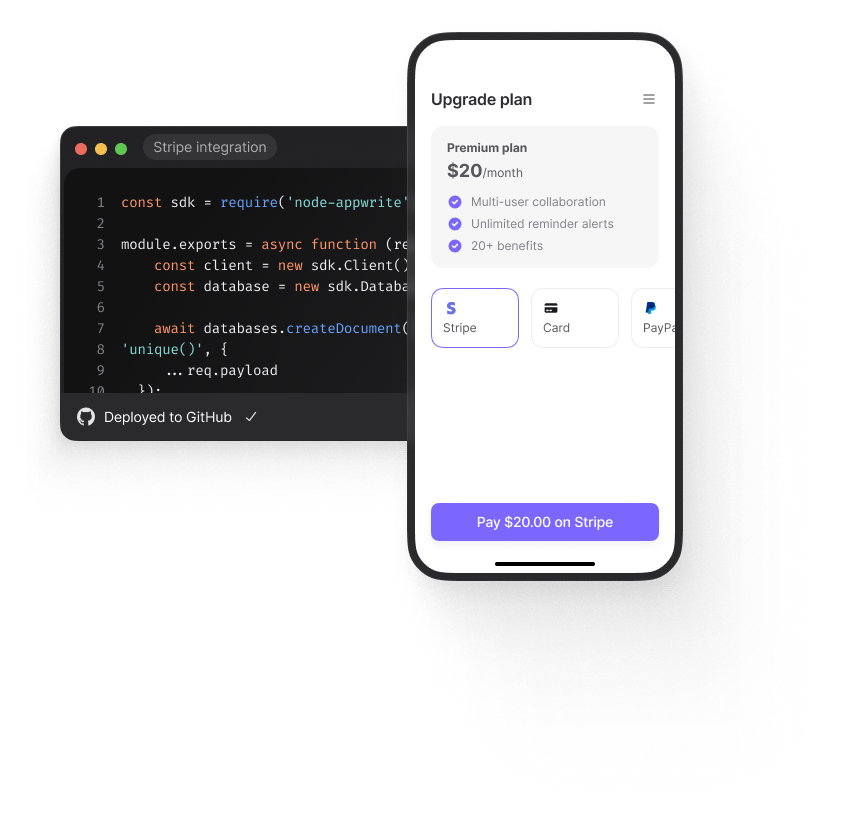 Stripe integration
1 const sdk = require('node-appwrite'
2
3 module.exports = async function (re
4 const client = new sdk.Client()
5 const database = new sdk.Databa
6
7 await databases.createDocument(
8 'unique()', {
9 ...req.payload
10 });
Deployed to GitHub
Upgrade plan
Premium plan
$20/month
Multi-user collaboration
Unlimited reminder alerts
20+ benefits
Stripe
Card
PayPa
Pay $20.00 on Stripe